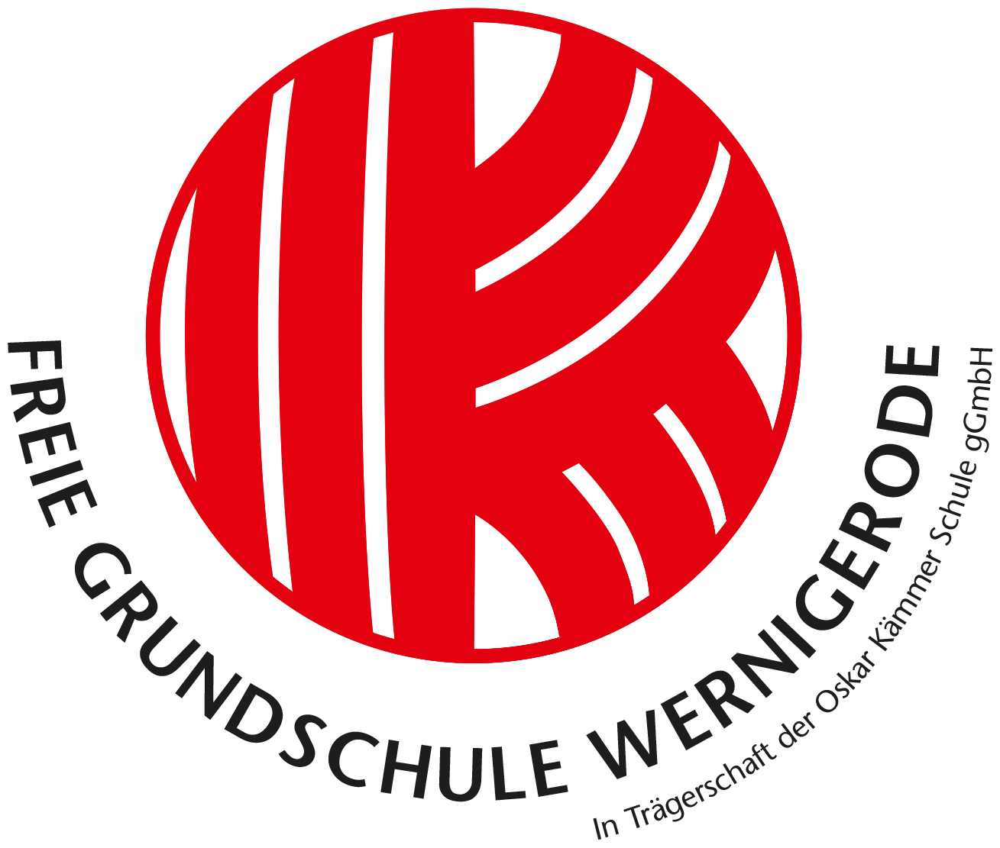 FREIE GRUNDSCHULE WERNIGERODE
In Trägerschaft der Oskar Kämmer Schule gGmbH